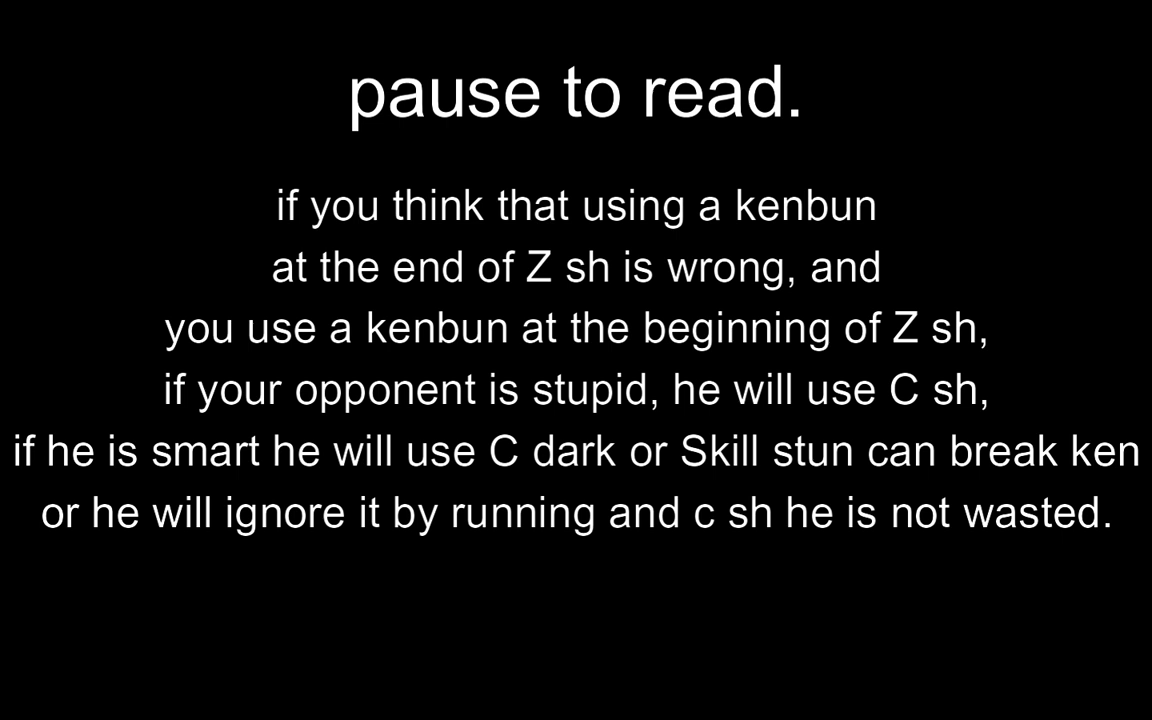 pause to read.
if you think that using a kenbun
at the end of Z sh is wrong, and
you use a kenbun at the beginning of Z sh,
if your opponent is stupid, he will use C sh,
if he is smart he will use C dark or Skill stun can break ken
or he will ignore it by running and c sh he is not wasted.